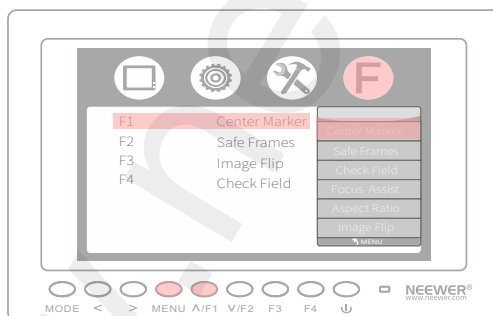 F
F1 Center Marker
F2 Safe Frames
F3 Image Flip
F4 Check Field
Center Marker
Safe Frames
Check Field
Focus Assist
Aspect Ratio
Image Flip
MENU
NEEWER®
www.neewer.com
MODE < > MENU Λ/F1 V/F2 F3 F4